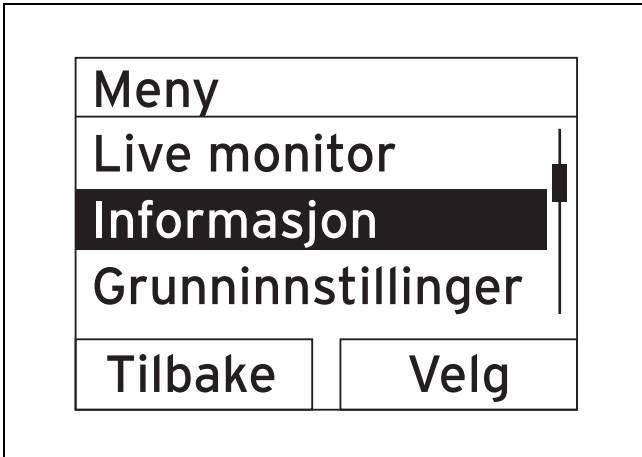 Meny
Live monitor
Informasjon
Grunninnstillinger
Tilbake Velg